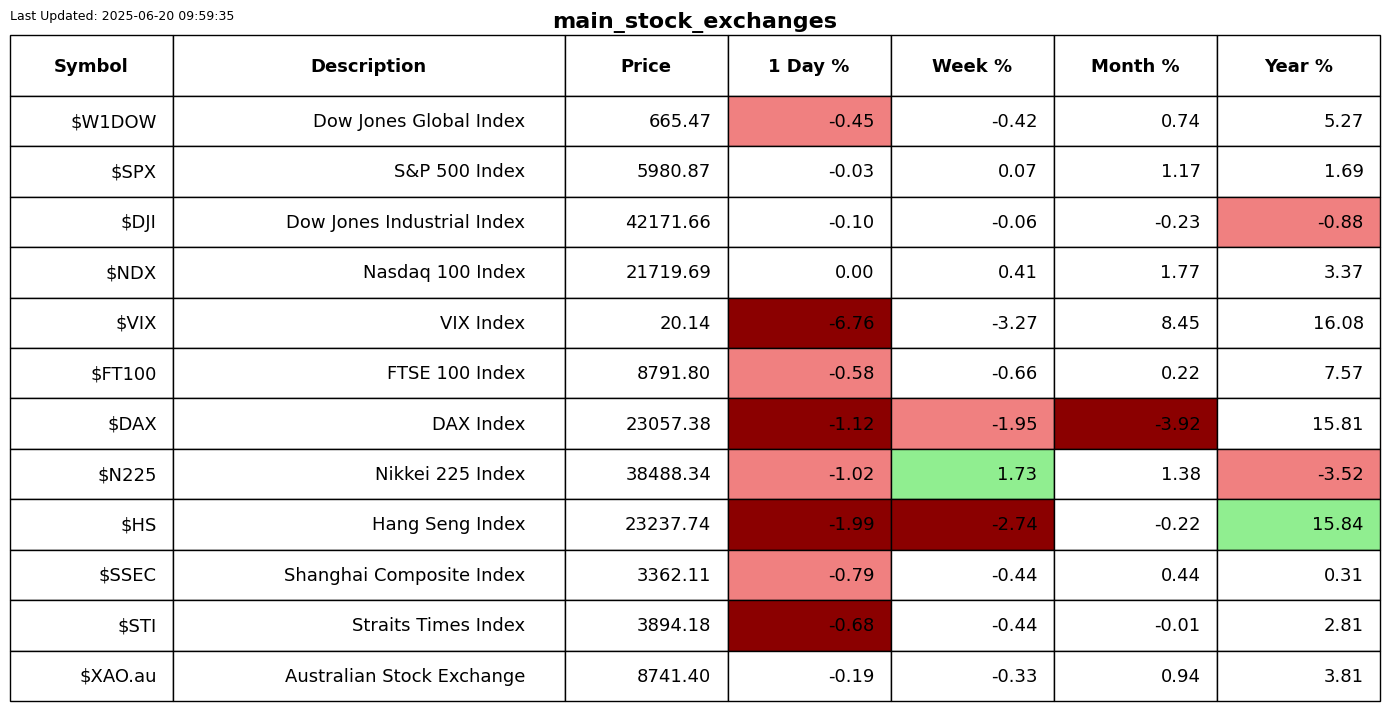 Last Updated: 2025-06-20 09:59:35
main_stock_exchanges
Symbol Description Price 1 Day % Week % Month % Year %
$W1DOW Dow Jones Global Index 665.47 -0.45 -0.42 0.74 5.27
$SPX S&P 500 Index 5980.87 -0.03 0.07 1.17 1.69
$DJI Dow Jones Industrial Index 42171.66 -0.10 -0.06 -0.23 -0.88
$NDX Nasdaq 100 Index 21719.69 0.00 0.41 1.77 3.37
$VIX VIX Index 20.14 -6.76 -3.27 8.45 16.08
$FT100 FTSE 100 Index 8791.80 -0.58 -0.66 0.22 7.57
$DAX DAX Index 23057.38 -1.12 -1.95 -3.92 15.81
$N225 Nikkei 225 Index 38488.34 -1.02 1.73 1.38 -3.52
$HS Hang Seng Index 23237.74 -1.99 -2.74 -0.22 15.84
$SSEC Shanghai Composite Index 3362.11 -0.79 -0.44 0.44 0.31
$STI Straits Times Index 3894.18 -0.68 -0.44 -0.01 2.81
$XAO.au Australian Stock Exchange 8741.40 -0.19 -0.33 0.94 3.81